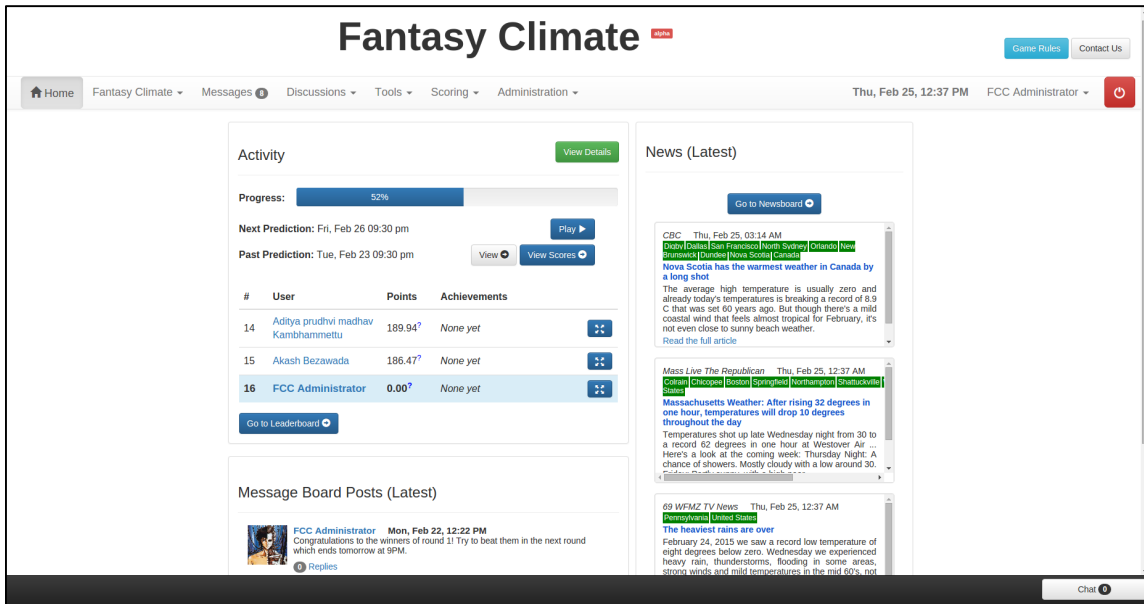 Fantasy Climate alpha
Game Rules Contact Us
Home Fantasy Climate Messages 8 Discussions Tools Scoring Administration Thu, Feb 25, 12:37 PM FCC Administrator
Activity
View Details
Progress: 52%
Next Prediction: Fri, Feb 26 09:30 pm Play
Past Prediction: Tue, Feb 23 09:30 pm View View Scores
# User Points Achievements
14 Aditya prudhvi madhav Kambhammettu 189.94? None yet
15 Akash Bezawada 186.47? None yet
16 FCC Administrator 0.00? None yet
Go to Leaderboard
Message Board Posts (Latest)
FCC Administrator Mon, Feb 22, 12:22 PM
Congratulations to the winners of round 1! Try to beat them in the next round
which ends tomorrow at 9PM.
0 Replies
News (Latest)
Go to Newsboard
CBC Thu, Feb 25, 03:14 AM
Digby Dallas San Francisco North Sydney Orlando New
Brunswick Dundee Nova Scotia Canada
Nova Scotia has the warmest weather in Canada by
a long shot
The average high temperature is usually zero and
already today's temperatures is breaking a record of 8.9
C that was set 60 years ago. But though there's a mild
coastal wind that feels almost tropical for February, it's
not even close to sunny beach weather.
Read the full article
Mass Live The Republican Thu, Feb 25, 12:37 AM
Colrain Chicopee Boston Springfield Northampton Shattuckville
States
Massachusetts Weather: After rising 32 degrees in
one hour, temperatures will drop 10 degrees
throughout the day
Temperatures shot up late Wednesday night from 30 to
a record 62 degrees in one hour at Westover Air ...
Here's a look at the coming week: Thursday Night: A
chance of showers. Mostly cloudy with a low around 30.
69 WFMZ TV News Thu, Feb 25, 12:37 AM
Pennsylvania United States
The heaviest rains are over
February 24, 2015 we saw a record low temperature of
eight degrees below zero. Wednesday we experienced
heavy rain, thunderstorms, flooding in some areas,
strong winds and mild temperatures in the mid 60's, not
Chat 0